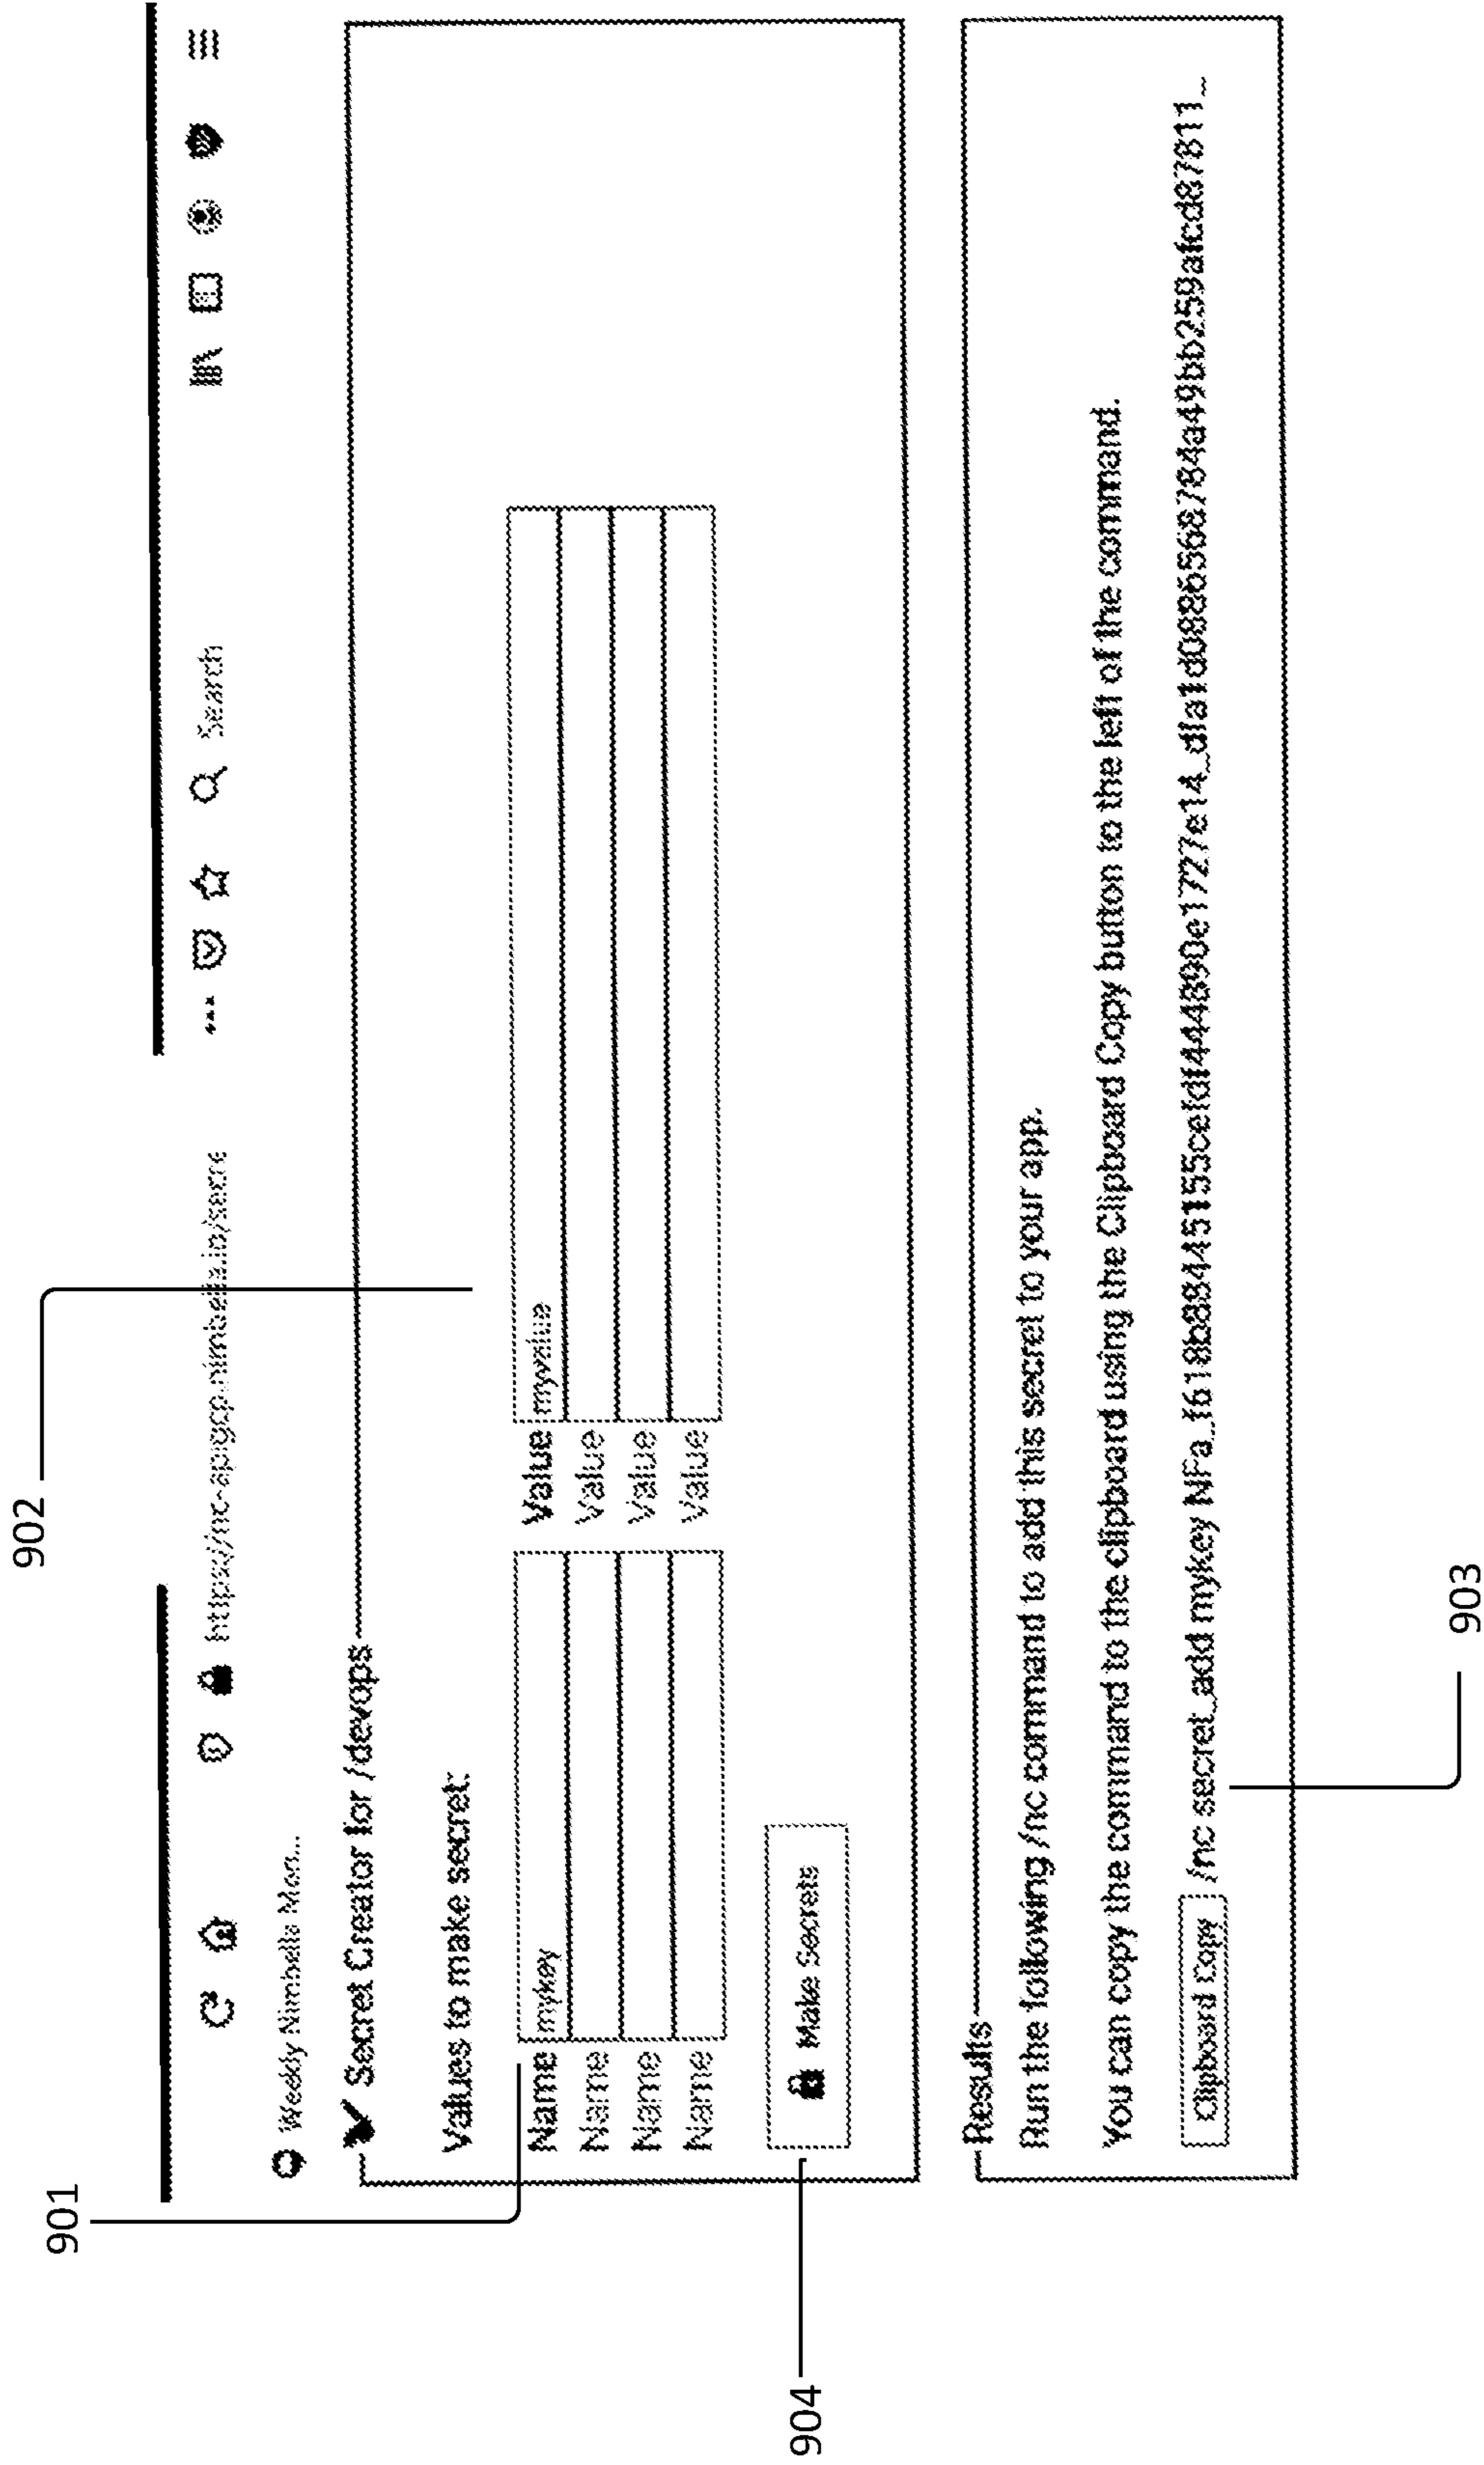 902
901
https://nc-apigcp.nimbella.io/secre
Search
Weekly Nimbella Mon...
Secret Creator for /devops
Values to make secret:
Name mykey Value myvalue
Name Value
Name Value
Name Value
Make Secrets
904
Results
Run the following /nc command to add this secret to your app.
You can copy the command to the clipboard using the Clipboard Copy button to the left of the command.
Clipboard Copy /nc secret_add mykey
903